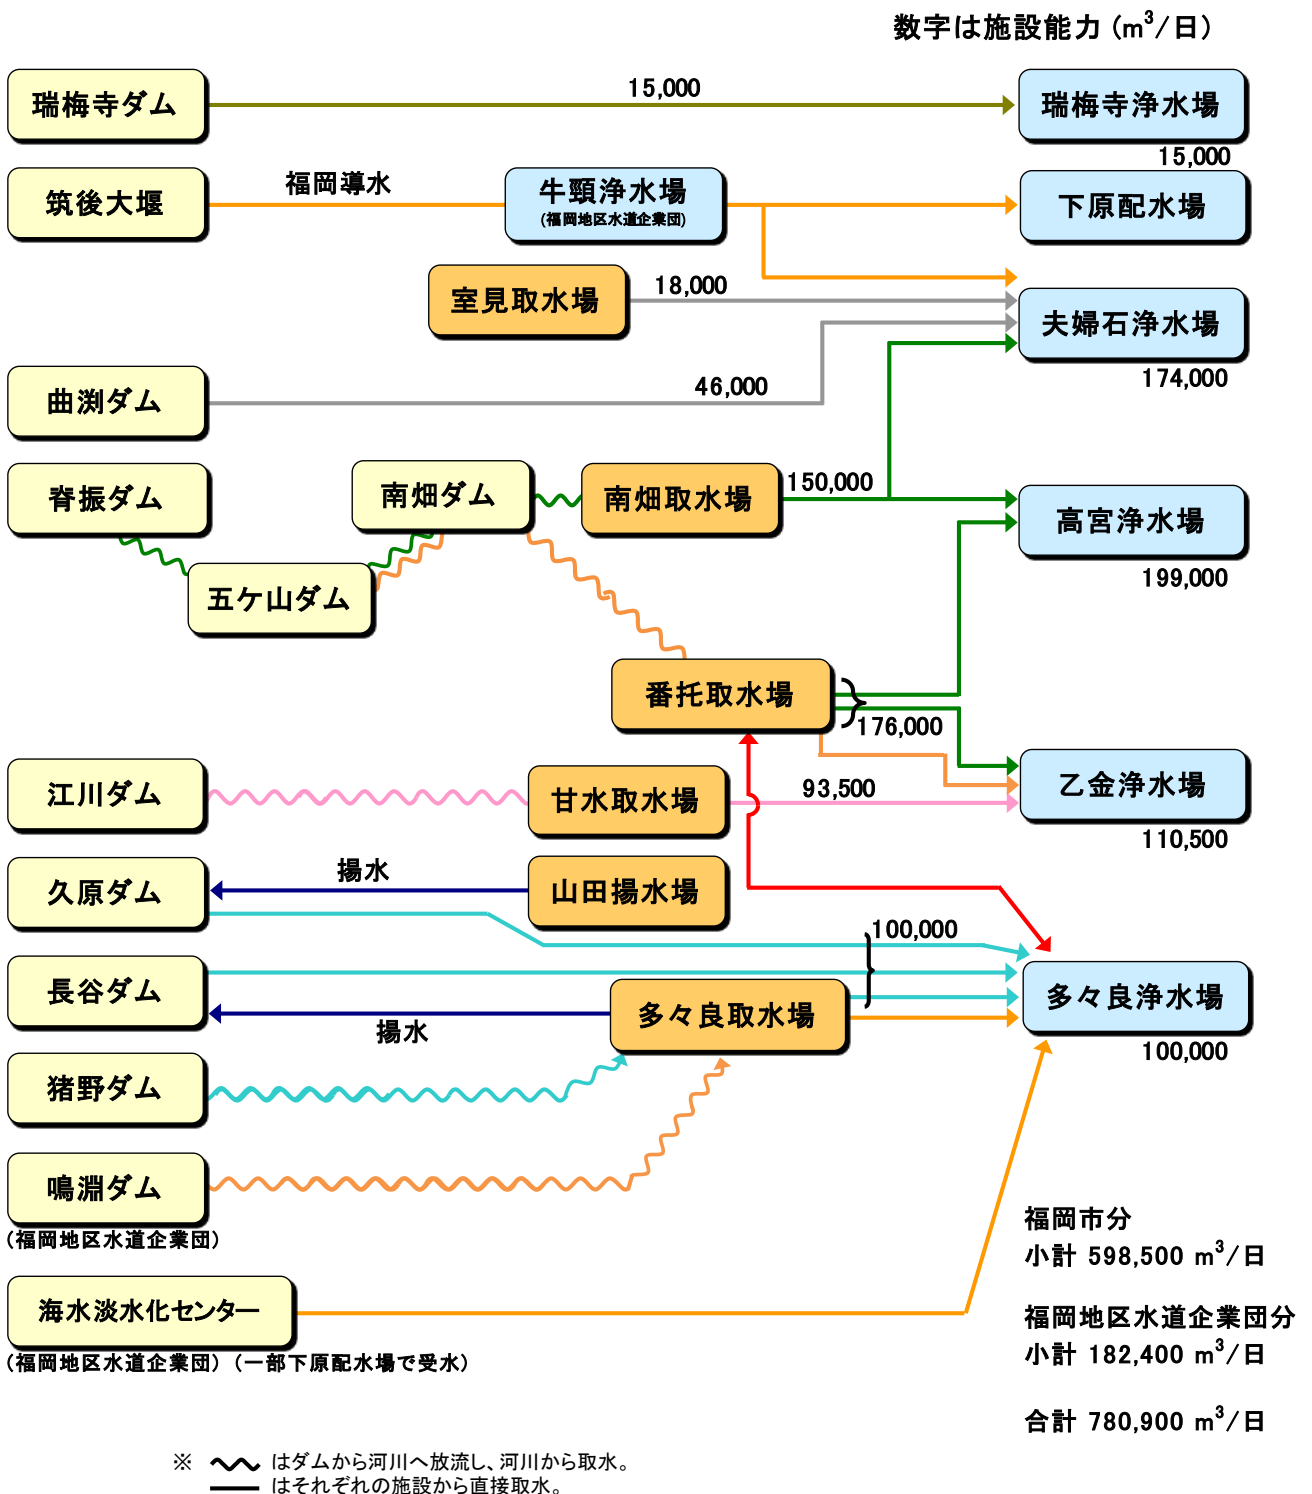 数字は施設能力 (m³/日)
瑞梅寺ダム
15,000
瑞梅寺浄水場
15,000
筑後大堰
福岡導水
牛頸浄水場
(福岡地区水道企業団)
下原配水場
室見取水場
18,000
夫婦石浄水場
174,000
曲渕ダム
46,000
脊振ダム
南畑ダム
南畑取水場
150,000
高宮浄水場
199,000
五ケ山ダム
番托取水場
176,000
江川ダム
甘水取水場
93,500
乙金浄水場
110,500
久原ダム
揚水
山田揚水場
100,000
長谷ダム
揚水
多々良取水場
多々良浄水場
100,000
猪野ダム
鳴淵ダム
(福岡地区水道企業団)
海水淡水化センター
(福岡地区水道企業団) (一部下原配水場で受水)
福岡市分
小計 598,500 m³/日
福岡地区水道企業団分
小計 182,400 m³/日
合計 780,900 m³/日
※ はダムから河川へ放流し、河川から取水。
はそれぞれの施設から直接取水。